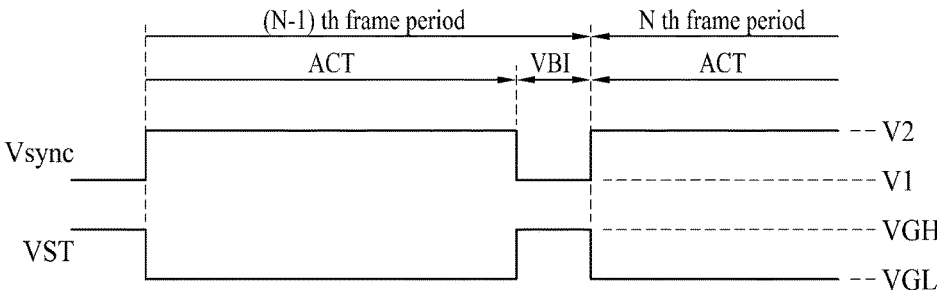 (N-1) th frame period N th frame period
ACT VBI ACT
Vsync V2
V1
VST VGH
VGL